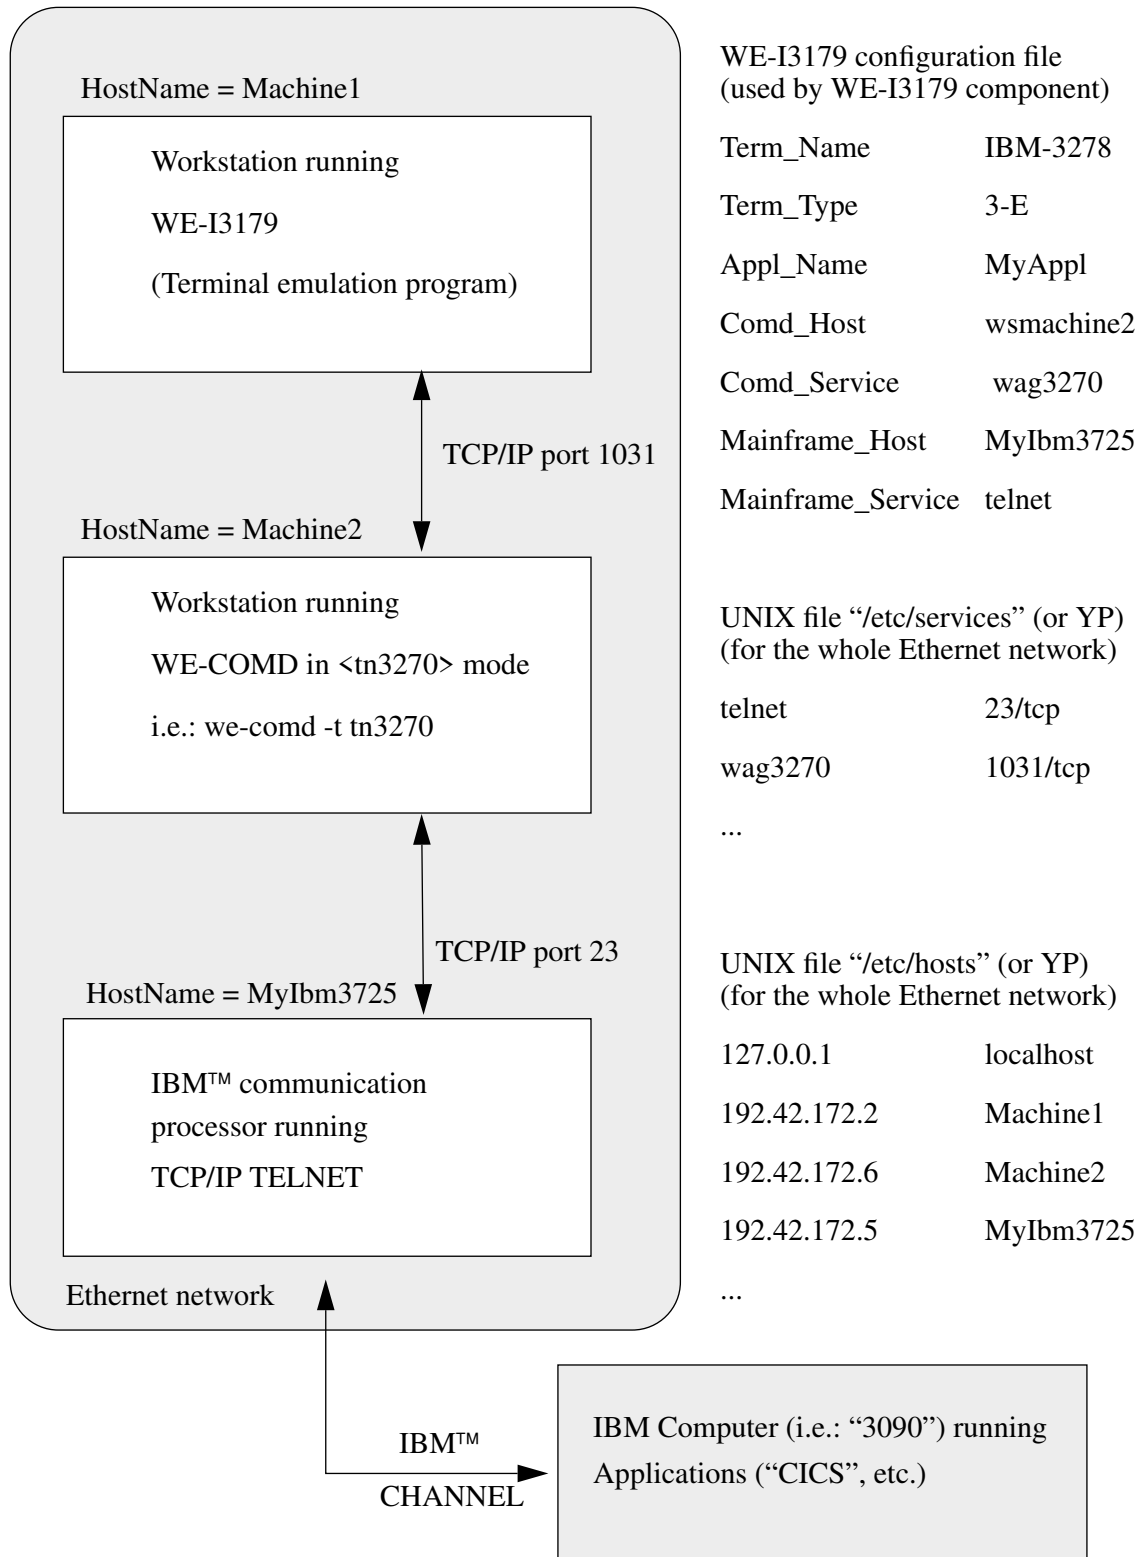 HostName = Machine1
Workstation running
WE-I3179
(Terminal emulation program)
TCP/IP port 1031
HostName = Machine2
Workstation running
WE-COMD in <tn3270> mode
i.e.: we-comd -t tn3270
TCP/IP port 23
HostName = MyIbm3725
IBM™ communication
processor running
TCP/IP TELNET
Ethernet network
IBM™
CHANNEL
IBM Computer (i.e.: “3090”) running
Applications (“CICS”, etc.)
WE-I3179 configuration file
(used by WE-I3179 component)
Term_Name IBM-3278
Term_Type 3-E
Appl_Name MyAppl
Comd_Host wsmachine2
Comd_Service wag3270
Mainframe_Host MyIbm3725
Mainframe_Service telnet
UNIX file “/etc/services” (or YP)
(for the whole Ethernet network)
telnet 23/tcp
wag3270 1031/tcp
...
UNIX file “/etc/hosts” (or YP)
(for the whole Ethernet network)
127.0.0.1 localhost
192.42.172.2 Machine1
192.42.172.6 Machine2
192.42.172.5 MyIbm3725
...